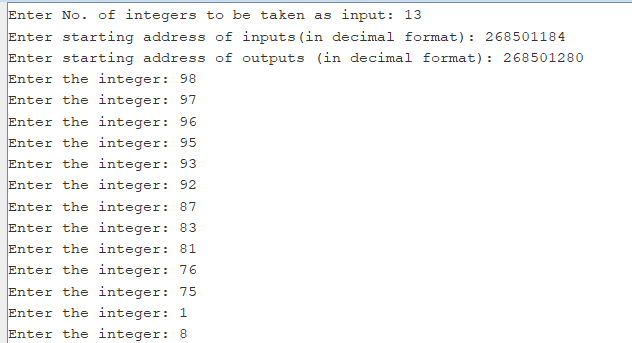 Enter No. of integers to be taken as input: 13
Enter starting address of inputs(in decimal format): 268501184
Enter starting address of outputs (in decimal format): 268501280
Enter the integer: 98
Enter the integer: 97
Enter the integer: 96
Enter the integer: 95
Enter the integer: 93
Enter the integer: 92
Enter the integer: 87
Enter the integer: 83
Enter the integer: 81
Enter the integer: 76
Enter the integer: 75
Enter the integer: 1
Enter the integer: 8